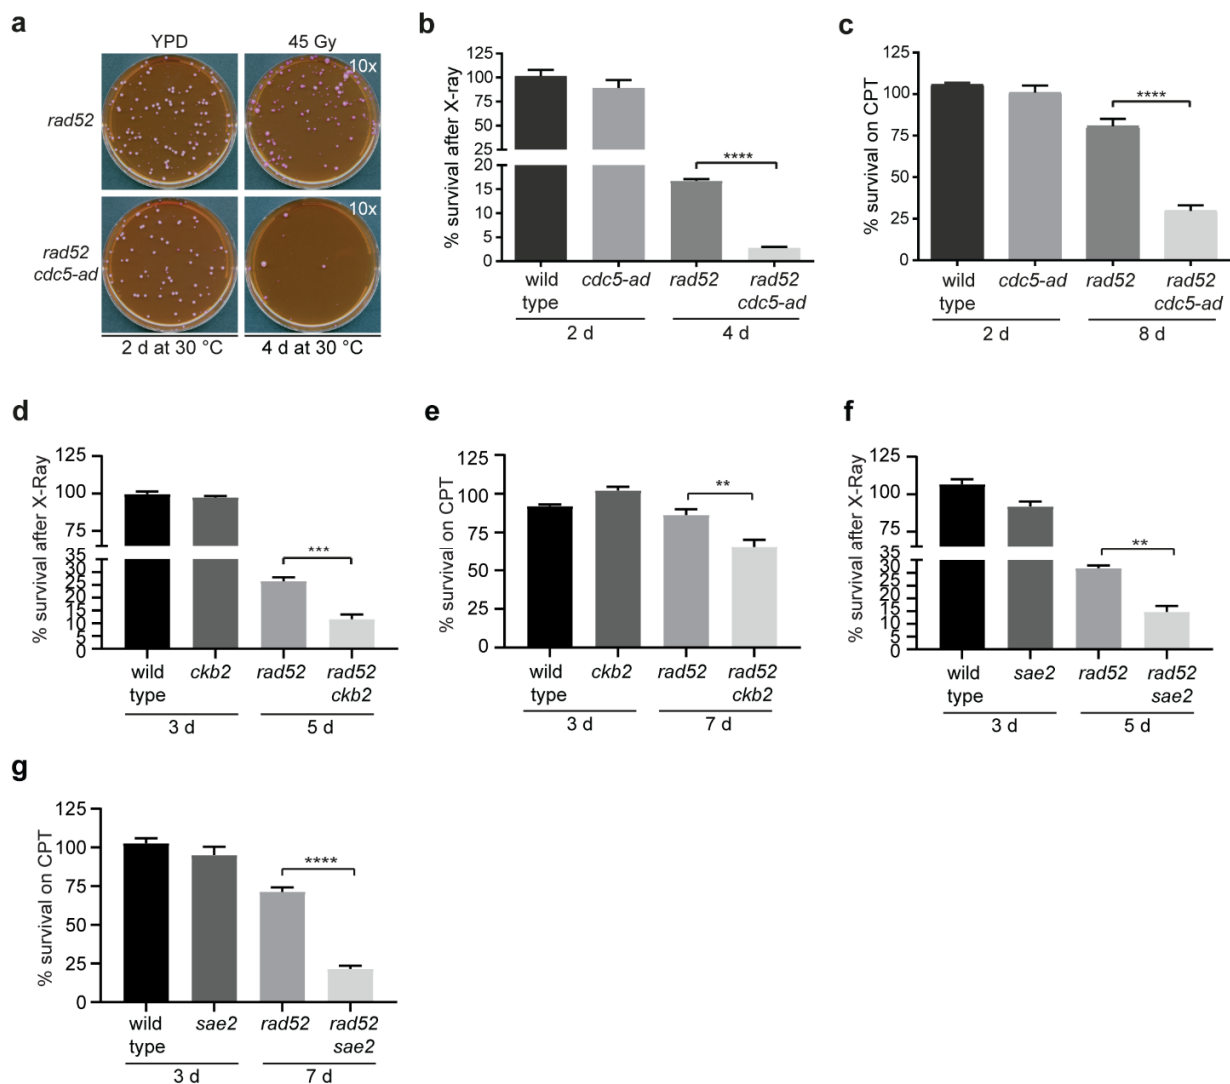 a
YPD
45 Gy
rad52
10x
rad52
cdc5-ad
10x
2 d at 30 °C
4 d at 30 °C
b
% survival after X-ray
125
100
75
50
25
20
15
10
5
0
****
wild
type
cdc5-ad
rad52
rad52
cdc5-ad
2 d
4 d
c
% survival on CPT
125
100
75
50
25
0
****
wild
type
cdc5-ad
rad52
rad52
cdc5-ad
2 d
8 d
d
% survival after X-Ray
125
100
75
35
30
25
20
15
10
5
0
***
wild
type
ckb2
rad52
rad52
ckb2
3 d
5 d
e
% survival on CPT
125
100
75
50
25
0
**
wild
type
ckb2
rad52
rad52
ckb2
3 d
7 d
f
% survival after X-Ray
125
100
75
35
30
25
20
15
10
5
0
**
wild
type
sae2
rad52
rad52
sae2
3 d
5 d
g
% survival on CPT
125
100
75
50
25
0
****
wild
type
sae2
rad52
rad52
sae2
3 d
7 d